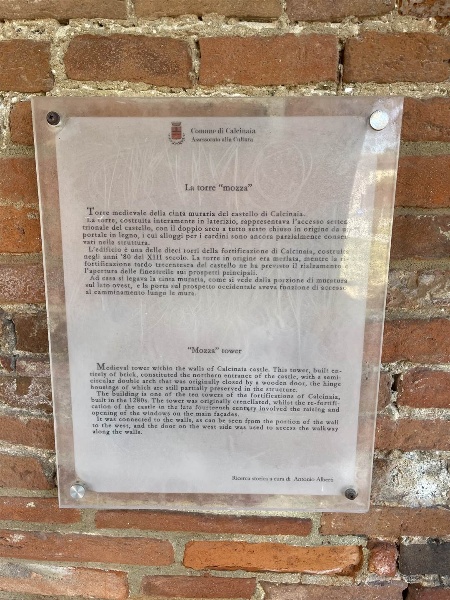 Comune di Calcinaia
Assessorato alla Cultura
La torre "mozza"
Torre medievale della cinta muraria del castello di Calcinaia.
La torre, costruita interamente in laterizio, rappresentava l'accesso setten-
trionale del castello, con il doppio arco a tutto sesto chiuso in origine da un
portale in legno, i cui alloggi per i cardini sono ancora parzialmente conser-
vati nella struttura.
L'edificio è una delle dieci torri della fortificazione di Calcinaia, costruita
negli anni '80 del XIII secolo. La torre in origine era merlata, mentre la
fortificazione tardo trecentesca del castello ne ha previsto il rialzamento e
l'apertura delle finestrelle sui prospetti principali.
Ad essa si legava la cinta muraria, come si vede dalla porzione di muratura
sul lato ovest, e la porta sul prospetto occidentale aveva funzione di accesso
al camminamento lungo le mura.
"Mozza" tower
Medieval tower within the walls of Calcinaia castle. This tower, built en-
tirely of brick, constituted the northern entrance of the castle, with a semi-
circular double arch that was originally closed by a wooden door, the hinge
housings of which are still partially preserved in the structure.
The building is one of the ten towers of the fortifications of Calcinaia,
built in the 1280s. The tower was originally crenellated, whilst the re-fortifi-
cation of the castle in the late fourteenth century involved the raising and
opening of the windows on the main façades.
It was connected to the walls, as can be seen from the portion of the wall
to the west, and the door on the west side was used to access the walkway
along the walls.
Ricerca storica a cura di Antonio Alberti